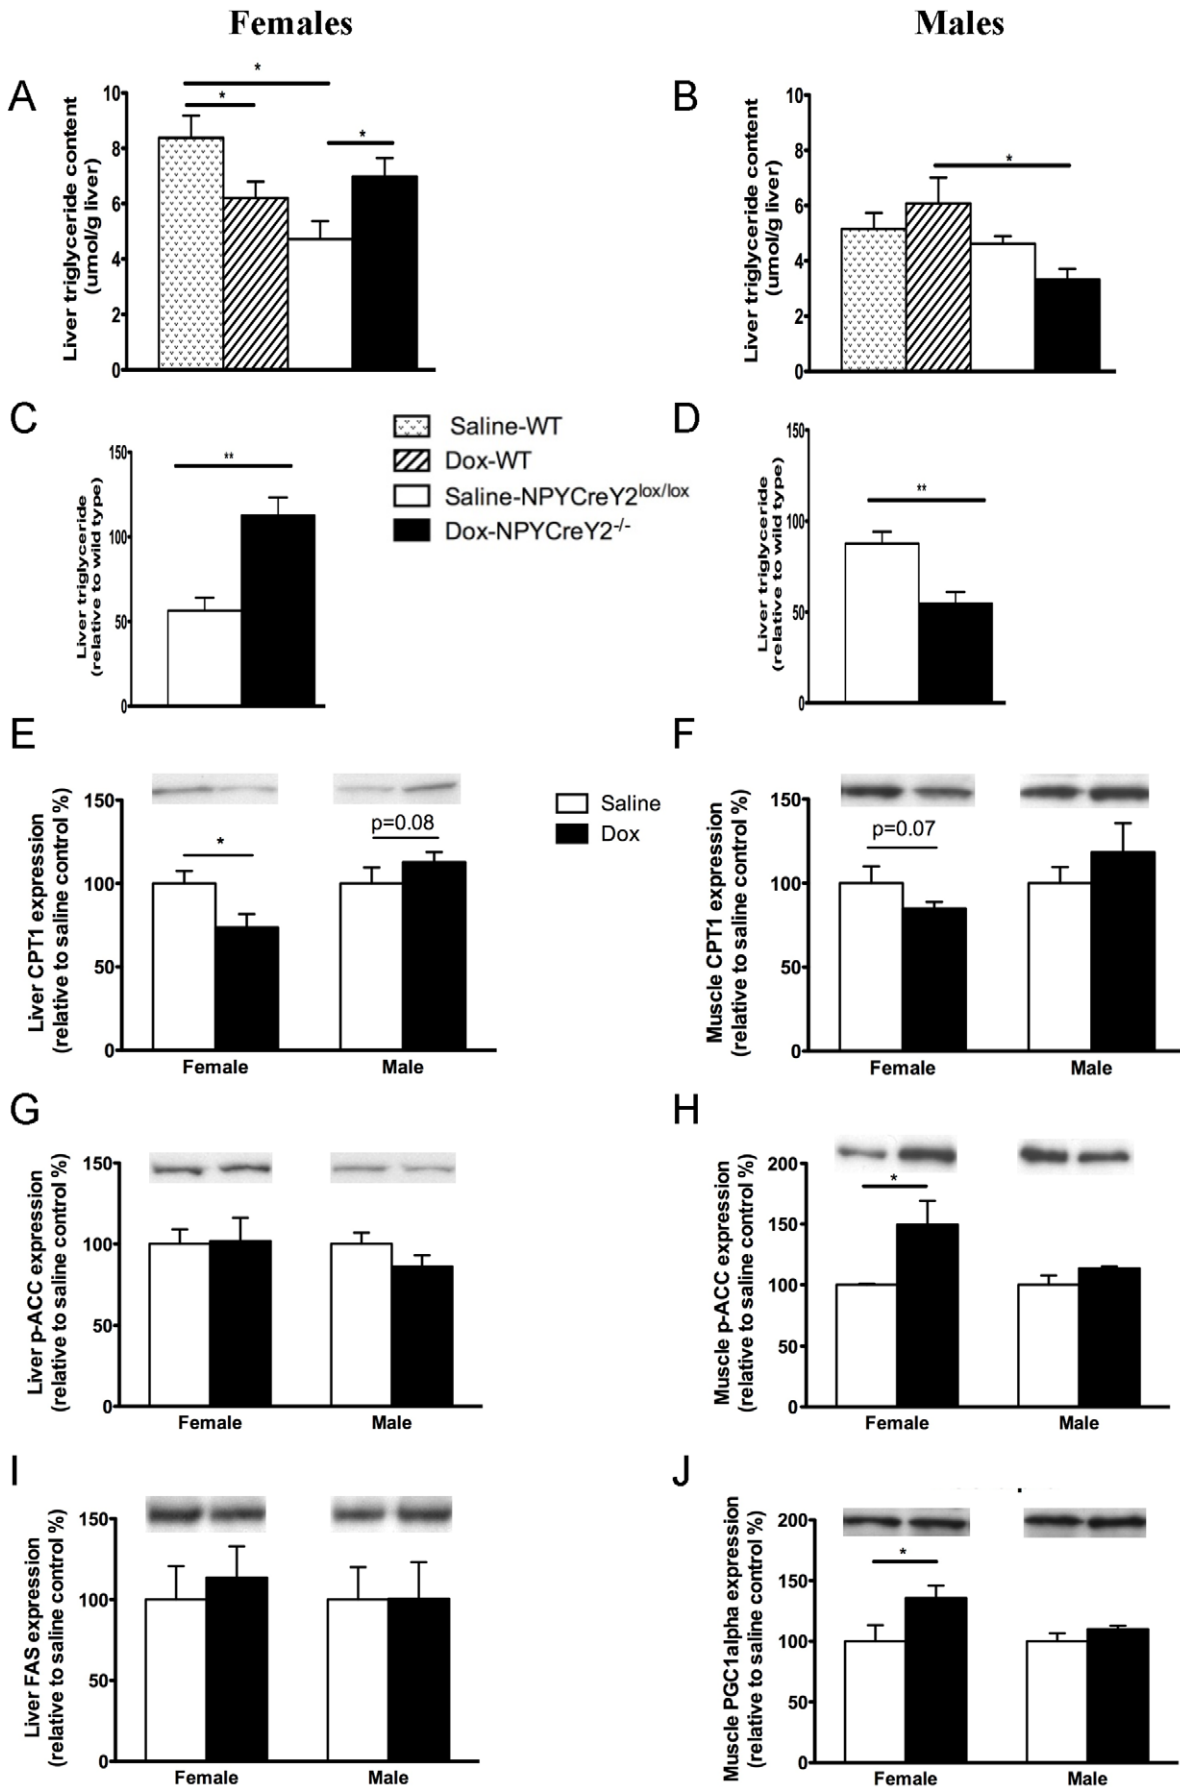 Females
Males
A
Liver triglyceride content
(umol/g liver)
10
8
6
4
2
0
*
*
*
B
Liver triglyceride content
(umol/g liver)
10
8
6
4
2
0
*
C
Liver triglyceride
(relative to wild type)
150
100
50
0
**
Saline-WT
Dox-WT
Saline-NPYCreY2lox/lox
Dox-NPYCreY2-/-
D
Liver triglyceride
(relative to wild type)
150
100
50
0
**
E
Liver CPT1 expression
(relative to saline control %)
150
100
50
0
*
p=0.08
Female
Male
Saline
Dox
F
Muscle CPT1 expression
(relative to saline control %)
150
100
50
0
p=0.07
Female
Male
G
Liver p-ACC expression
(relative to saline control %)
150
100
50
0
Female
Male
H
Muscle p-ACC expression
(relative to saline control %)
200
150
100
50
0
*
Female
Male
I
Liver FAS expression
(relative to saline control %)
150
100
50
0
Female
Male
J
Muscle PGC1alpha expression
(relative to saline control %)
200
150
100
50
0
*
Female
Male